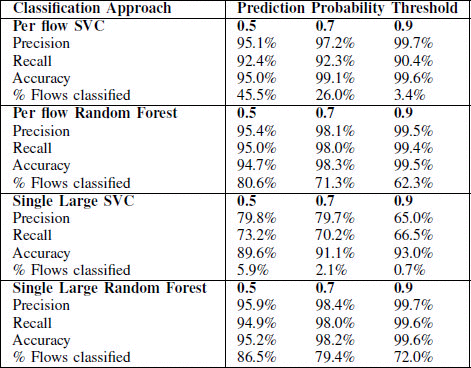 Classification Approach Prediction Probability Threshold
Per flow SVC 0.5 0.7 0.9
Precision 95.1% 97.2% 99.7%
Recall 92.4% 92.3% 90.4%
Accuracy 95.0% 99.1% 99.6%
% Flows classified 45.5% 26.0% 3.4%
Per flow Random Forest 0.5 0.7 0.9
Precision 95.4% 98.1% 99.5%
Recall 95.0% 98.0% 99.4%
Accuracy 94.7% 98.3% 99.5%
% Flows classified 80.6% 71.3% 62.3%
Single Large SVC 0.5 0.7 0.9
Precision 79.8% 79.7% 65.0%
Recall 73.2% 70.2% 66.5%
Accuracy 89.6% 91.1% 93.0%
% Flows classified 5.9% 2.1% 0.7%
Single Large Random Forest 0.5 0.7 0.9
Precision 95.9% 98.4% 99.7%
Recall 94.9% 98.0% 99.6%
Accuracy 95.2% 98.2% 99.6%
% Flows classified 86.5% 79.4% 72.0%